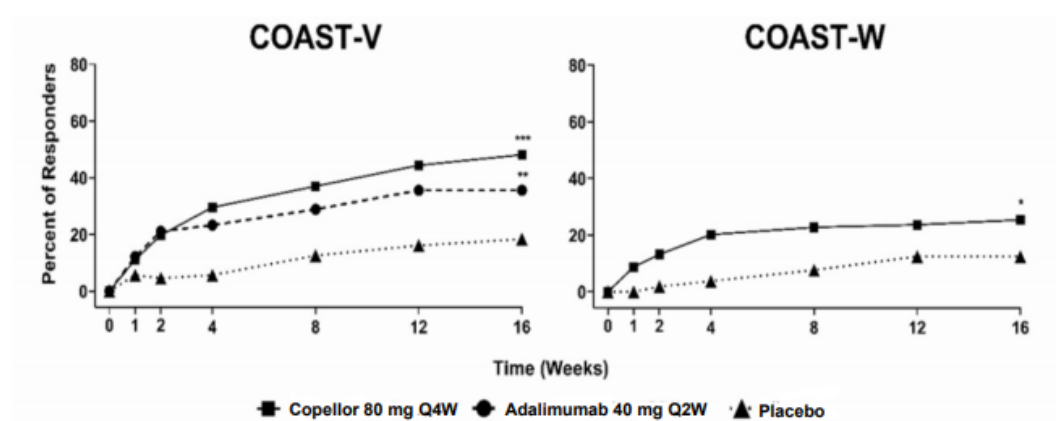 COAST-V
COAST-W
Percent of Responders
80
60
40
20
0
***
**
0 1 2 4 8 12 16
80
60
40
20
0
*
0 1 2 4 8 12 16
Time (Weeks)
Copellor 80 mg Q4W Adalimumab 40 mg Q2W Placebo